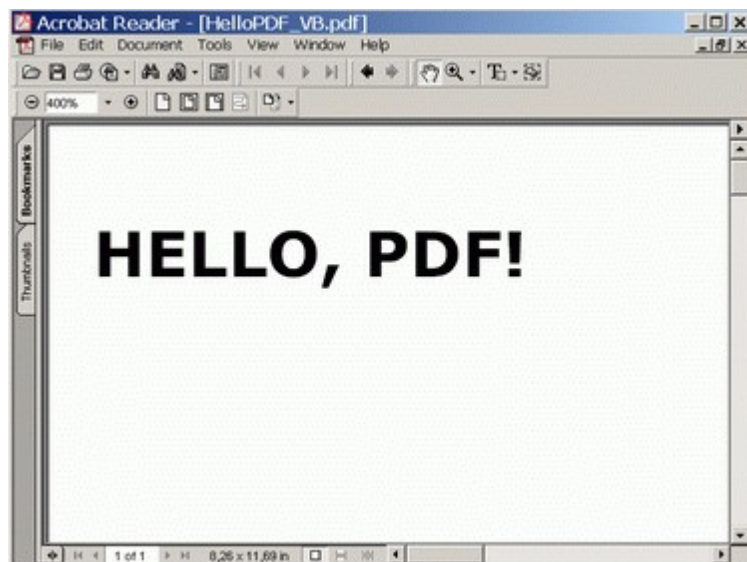 Acrobat Reader - [HelloPDF_VB.pdf]
File Edit Document Tools View Window Help
400%
Bookmarks
Thumbnails
HELLO, PDF!
1 of 1 8,26 x 11,69 in